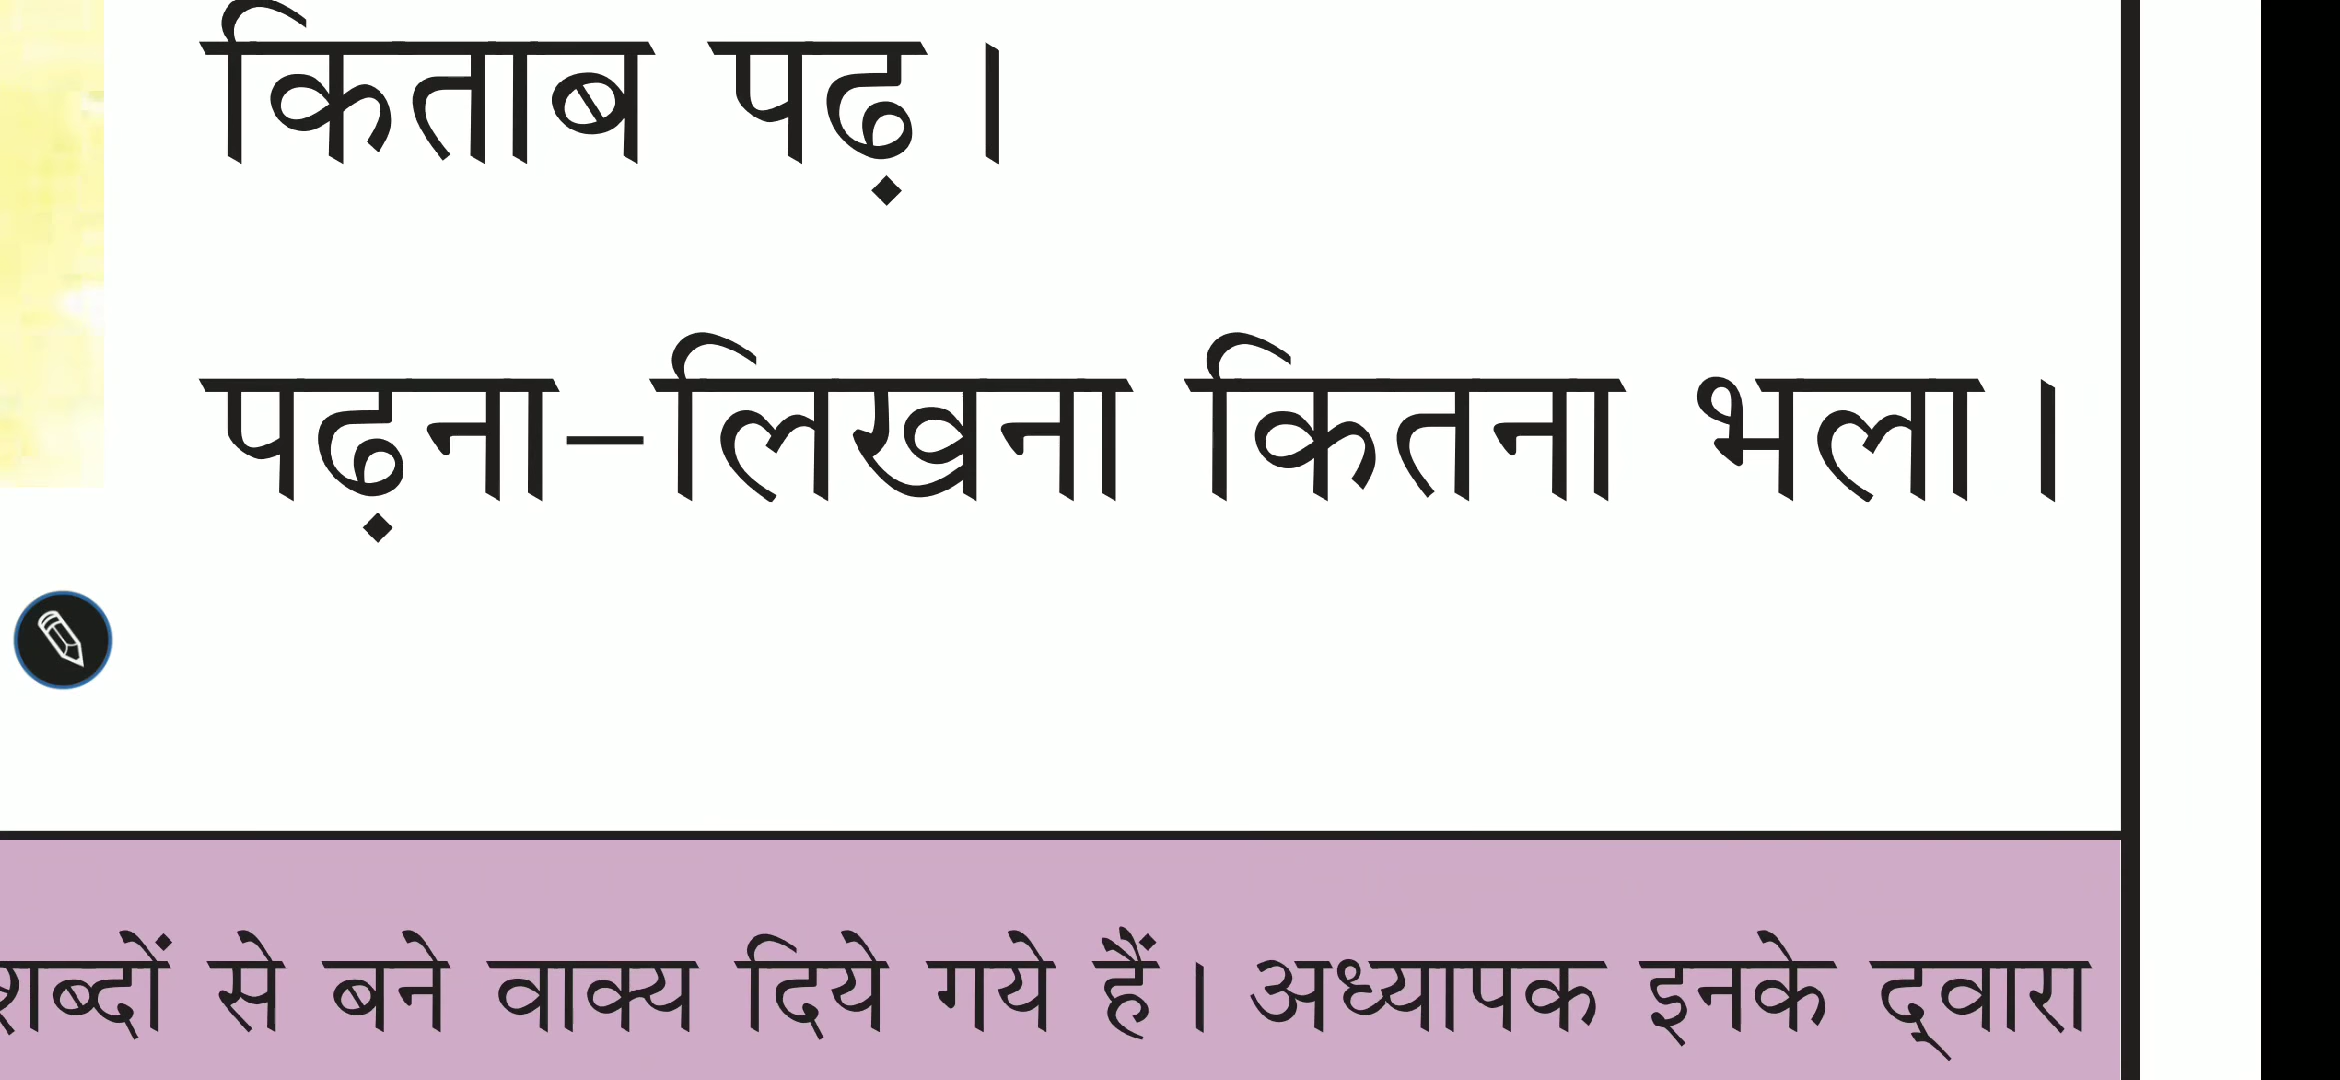 किताब पढ़।
पढ़ना–लिखना कितना भला।
शब्दों से बने वाक्य दिये गये हैं। अध्यापक इनके द्‌वारा